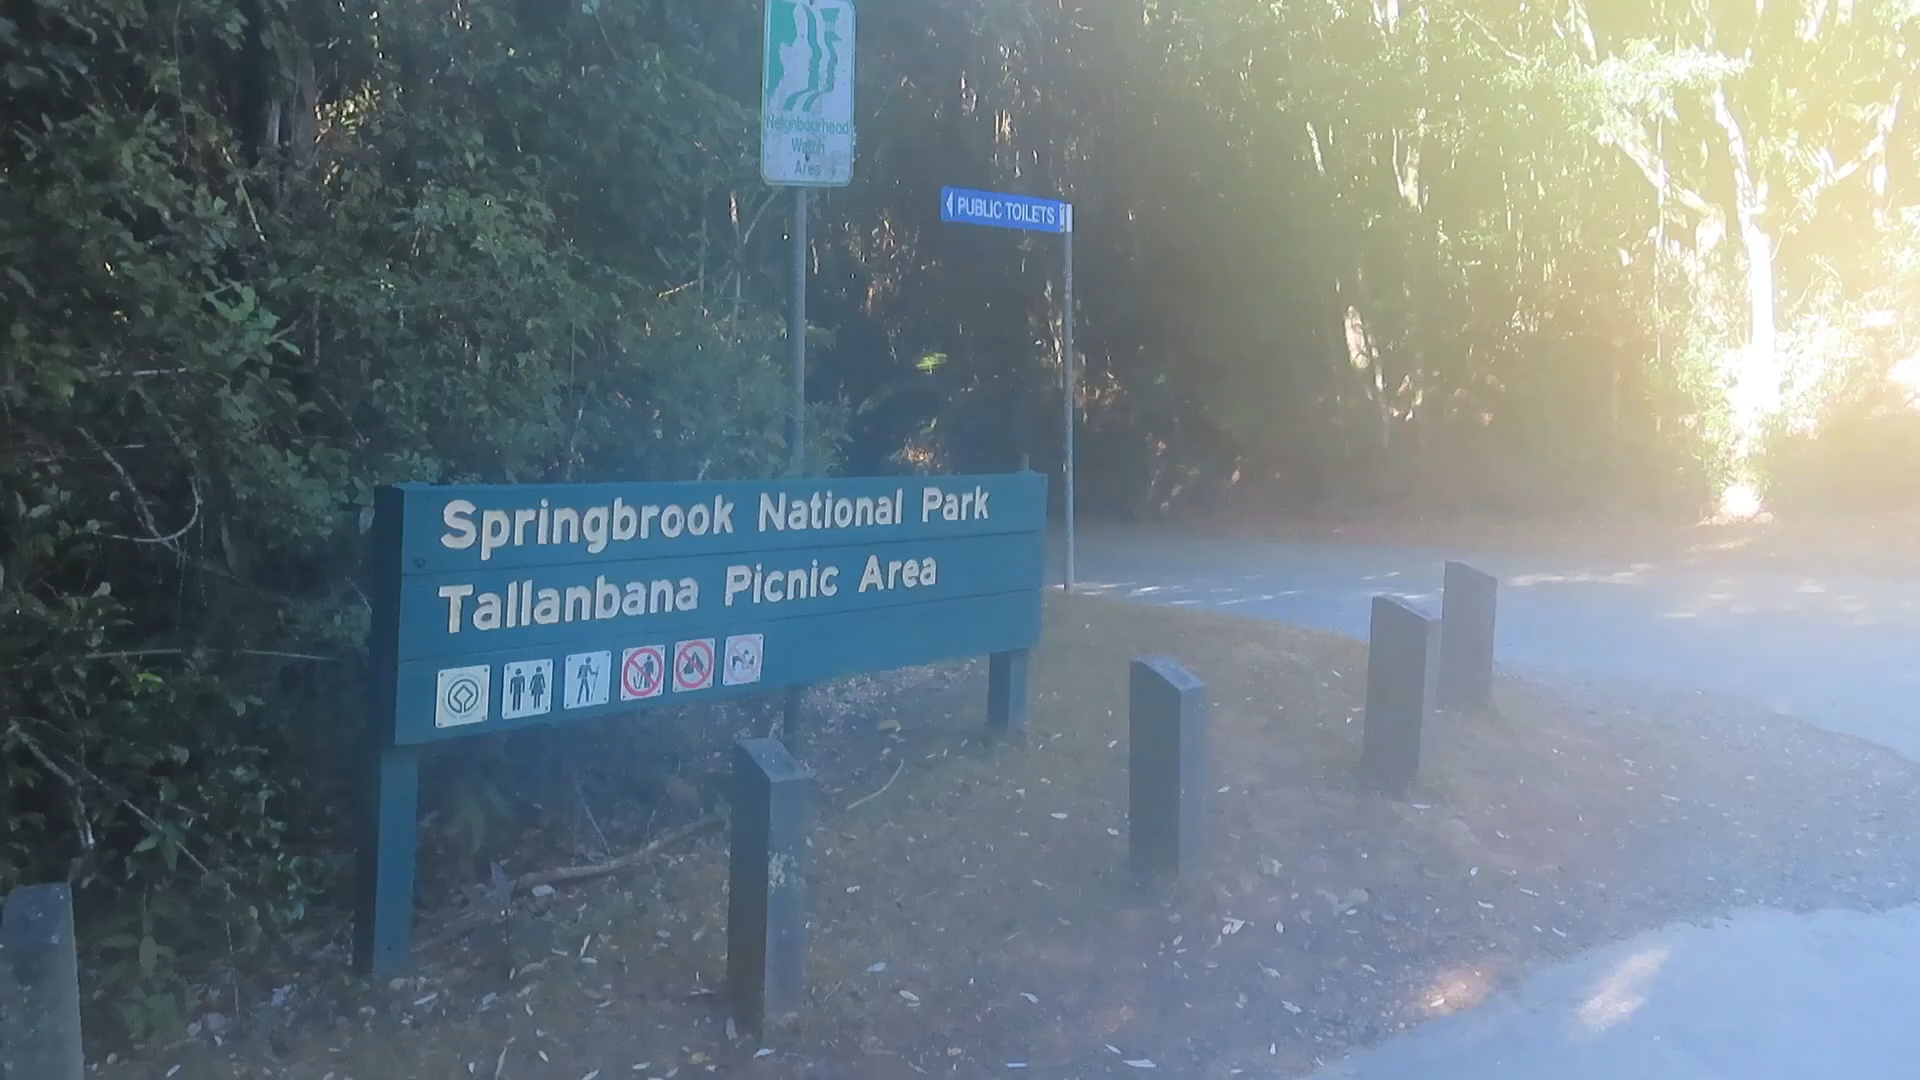 Neighbourhood
Watch
Area
PUBLIC TOILETS
Springbrook National Park
Tallanbana Picnic Area